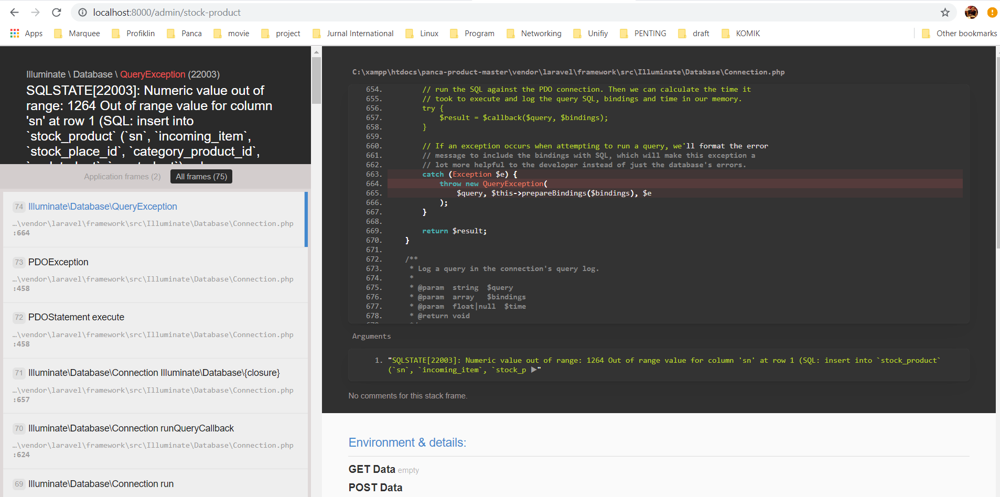 localhost:8000/admin/stock-product
Apps Marquee Profiklin Panca movie project Jurnal International Linux Program Networking Unifiy PENTING draft KOMIK Other bookmarks
Illuminate \ Database \ QueryException (22003)
SQLSTATE[22003]: Numeric value out of
range: 1264 Out of range value for column
'sn' at row 1 (SQL: insert into
`stock_product` (`sn`, `incoming_item`,
`stock_place_id`, `category_product_id`,
Application frames (2) All frames (75)
74 Illuminate\Database\QueryException
…\vendor\laravel\framework\src\Illuminate\Database\Connection.php
:664
73 PDOException
…\vendor\laravel\framework\src\Illuminate\Database\Connection.php
:458
72 PDOStatement execute
…\vendor\laravel\framework\src\Illuminate\Database\Connection.php
:458
71 Illuminate\Database\Connection Illuminate\Database\{closure}
…\vendor\laravel\framework\src\Illuminate\Database\Connection.php
:657
70 Illuminate\Database\Connection runQueryCallback
…\vendor\laravel\framework\src\Illuminate\Database\Connection.php
:624
69 Illuminate\Database\Connection run
C:\xampp\htdocs\panca-product-master\vendor\laravel\framework\src\Illuminate\Database\Connection.php
654. // run the SQL against the PDO connection. Then we can calculate the time it
655. // took to execute and log the query SQL, bindings and time in our memory.
656. try {
657. $result = $callback($query, $bindings);
658. }
659.
660. // If an exception occurs when attempting to run a query, we'll format the error
661. // message to include the bindings with SQL, which will make this exception a
662. // lot more helpful to the developer instead of just the database's errors.
663. catch (Exception $e) {
664. throw new QueryException(
665. $query, $this->prepareBindings($bindings), $e
666. );
667. }
668.
669. return $result;
670. }
671.
672. /**
673. * Log a query in the connection's query log.
674. *
675. * @param string $query
676. * @param array $bindings
677. * @param float|null $time
678. * @return void
Arguments
1. "SQLSTATE[22003]: Numeric value out of range: 1264 Out of range value for column 'sn' at row 1 (SQL: insert into `stock_product`
(`sn`, `incoming_item`, `stock_p ▶"
No comments for this stack frame.
Environment & details:
GET Data empty
POST Data